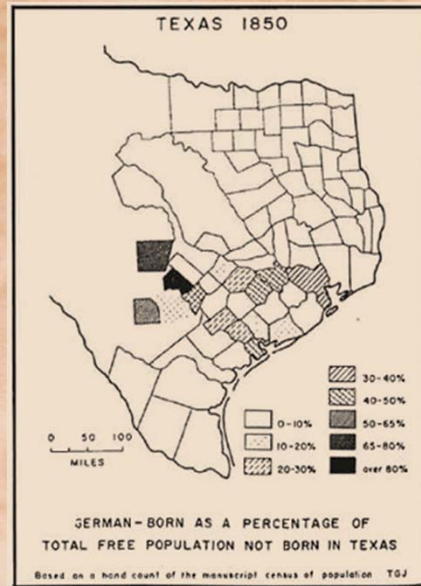 TEXAS 1850
0 50 100
MILES
0-10%
10-20%
20-30%
30-40%
40-50%
50-65%
65-80%
over 80%
GERMAN-BORN AS A PERCENTAGE OF
TOTAL FREE POPULATION NOT BORN IN TEXAS
Based on a hand count of the manuscript census of population TGJ